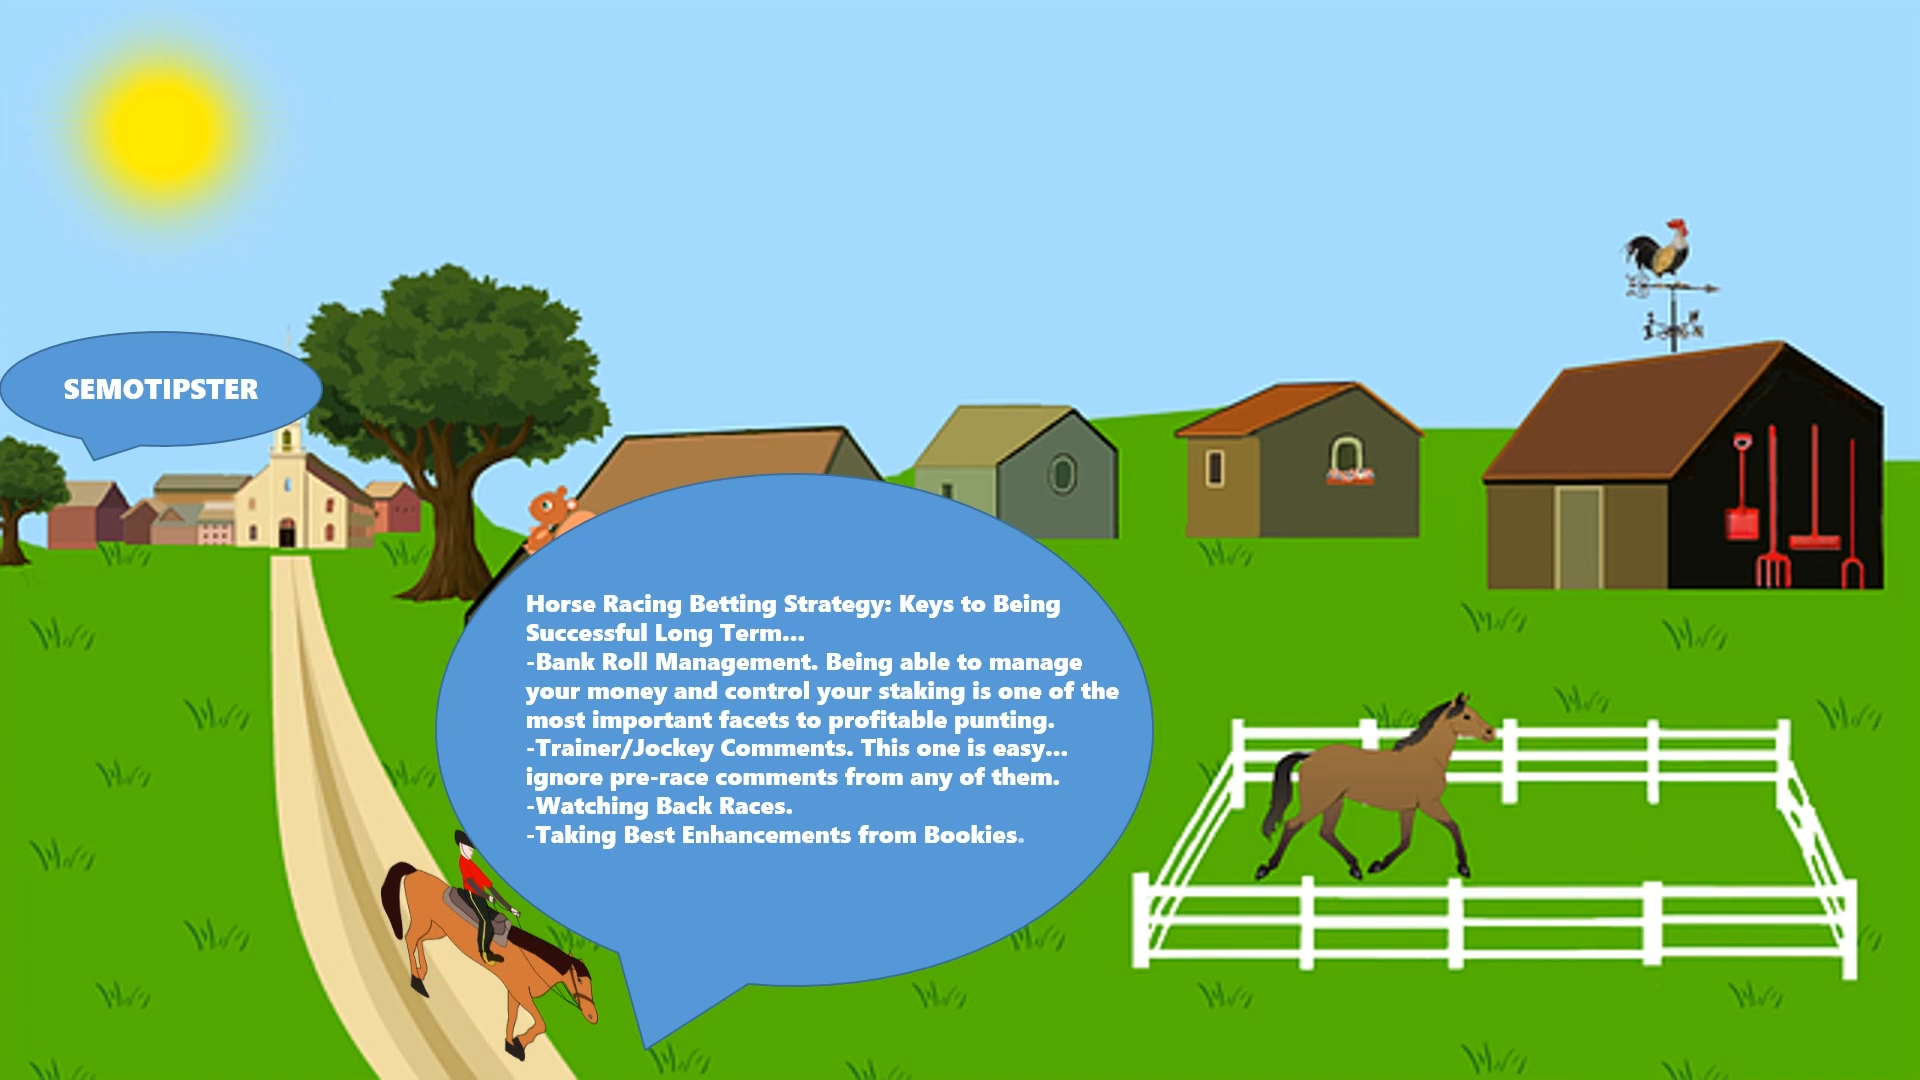 SEMOTIPSTER
Horse Racing Betting Strategy: Keys to Being
Successful Long Term...
-Bank Roll Management. Being able to manage
your money and control your staking is one of the
most important facets to profitable punting.
-Trainer/Jockey Comments. This one is easy...
ignore pre-race comments from any of them.
-Watching Back Races.
-Taking Best Enhancements from Bookies.